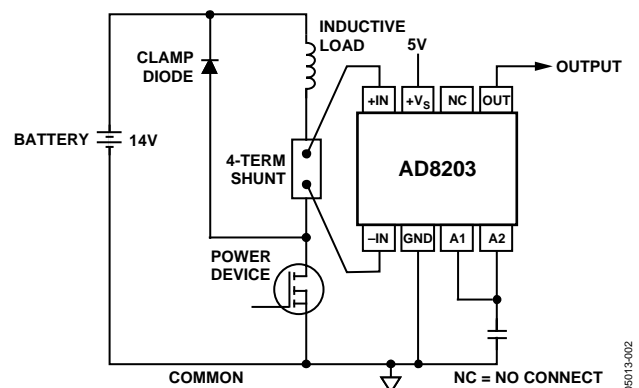 INDUCTIVE
LOAD
5V
OUTPUT
CLAMP
DIODE
+IN
+VS
NC
OUT
BATTERY
14V
4-TERM
SHUNT
AD8203
POWER
DEVICE
–IN
GND
A1
A2
COMMON
NC = NO CONNECT
05013-002